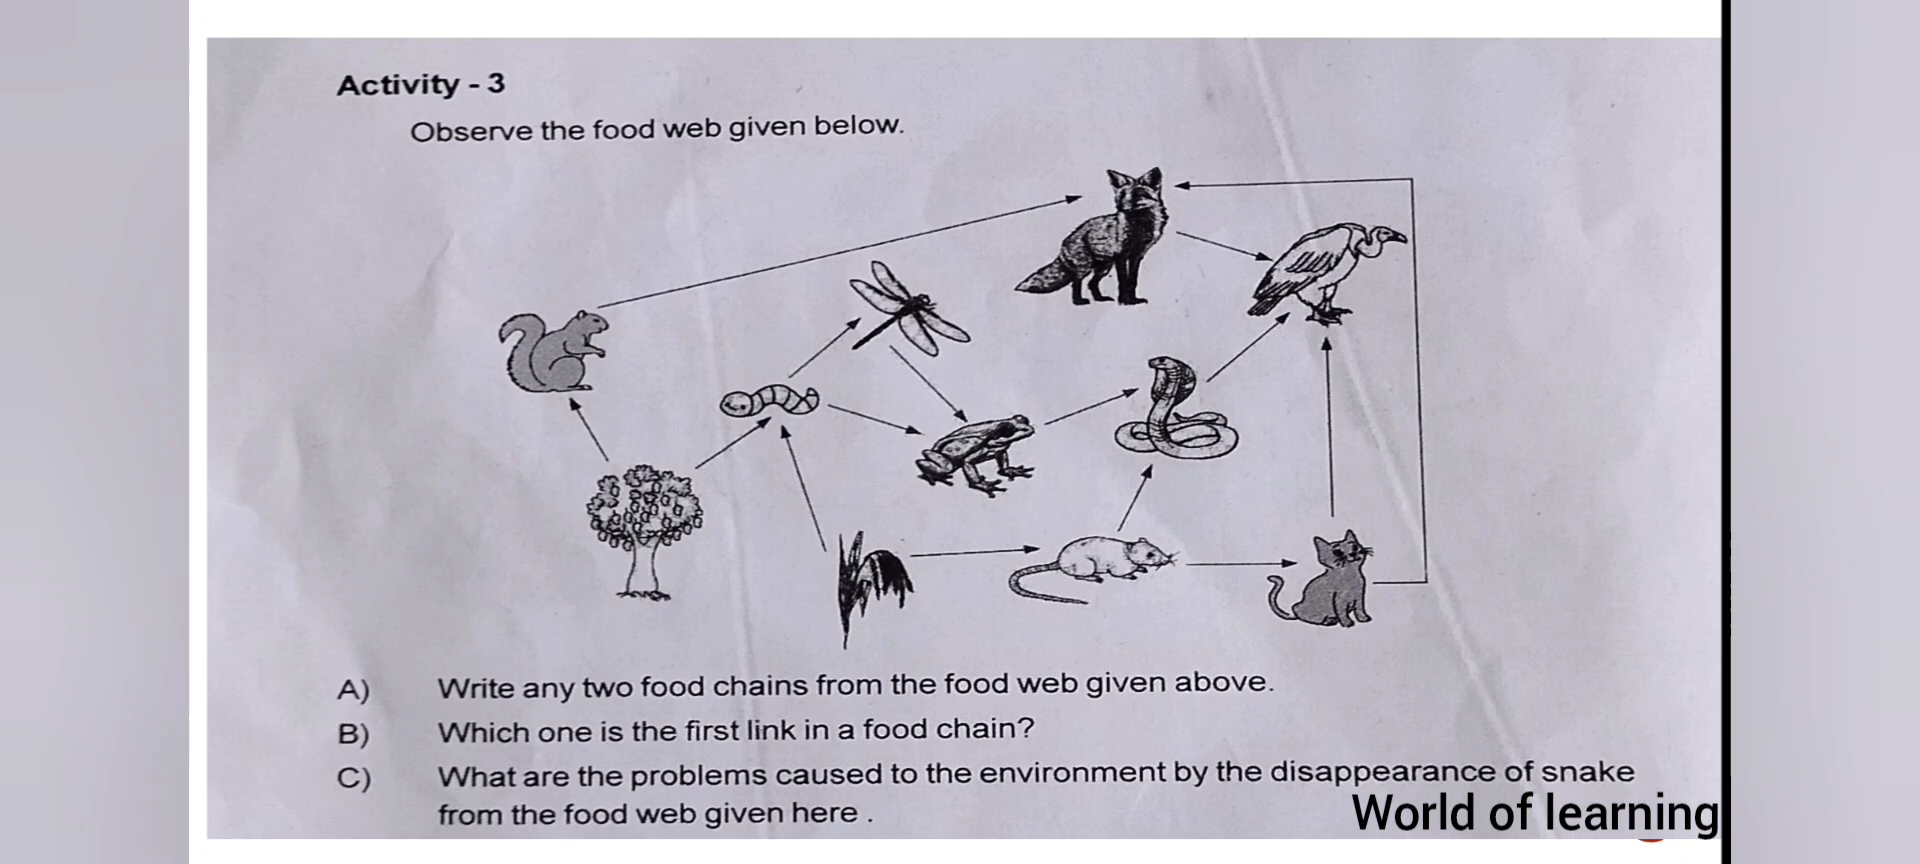 Activity - 3
Observe the food web given below.
A) Write any two food chains from the food web given above.
B) Which one is the first link in a food chain?
C) What are the problems caused to the environment by the disappearance of snake
from the food web given here .
World of learning